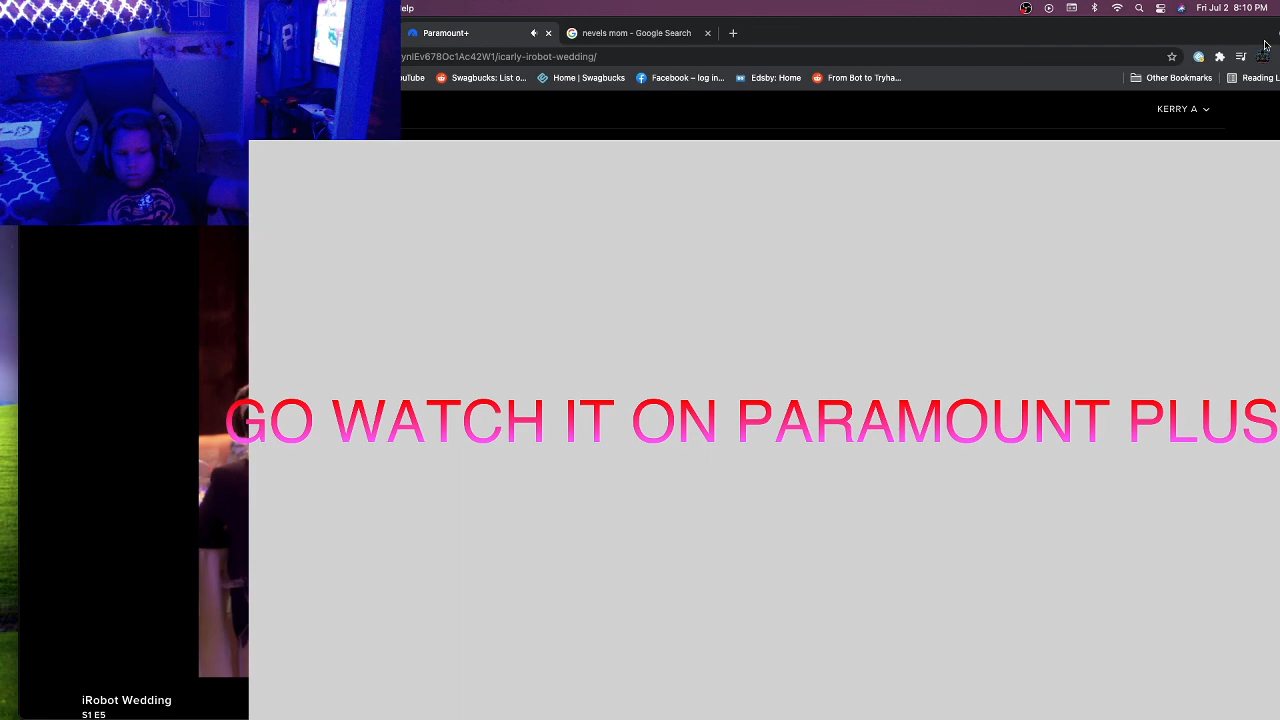 elp
Fri Jul 2 8:10 PM
Paramount+
nevels mom - Google Search
ynIEv678Oc1Ac42W1/icarly-irobot-wedding/
uTube
Swagbucks: List o...
Home | Swagbucks
Facebook – log in...
Edsby: Home
From Bot to Tryha...
Other Bookmarks
Reading L
KERRY A
8
GO WATCH IT ON PARAMOUNT PLUS
iRobot Wedding
S1 E5